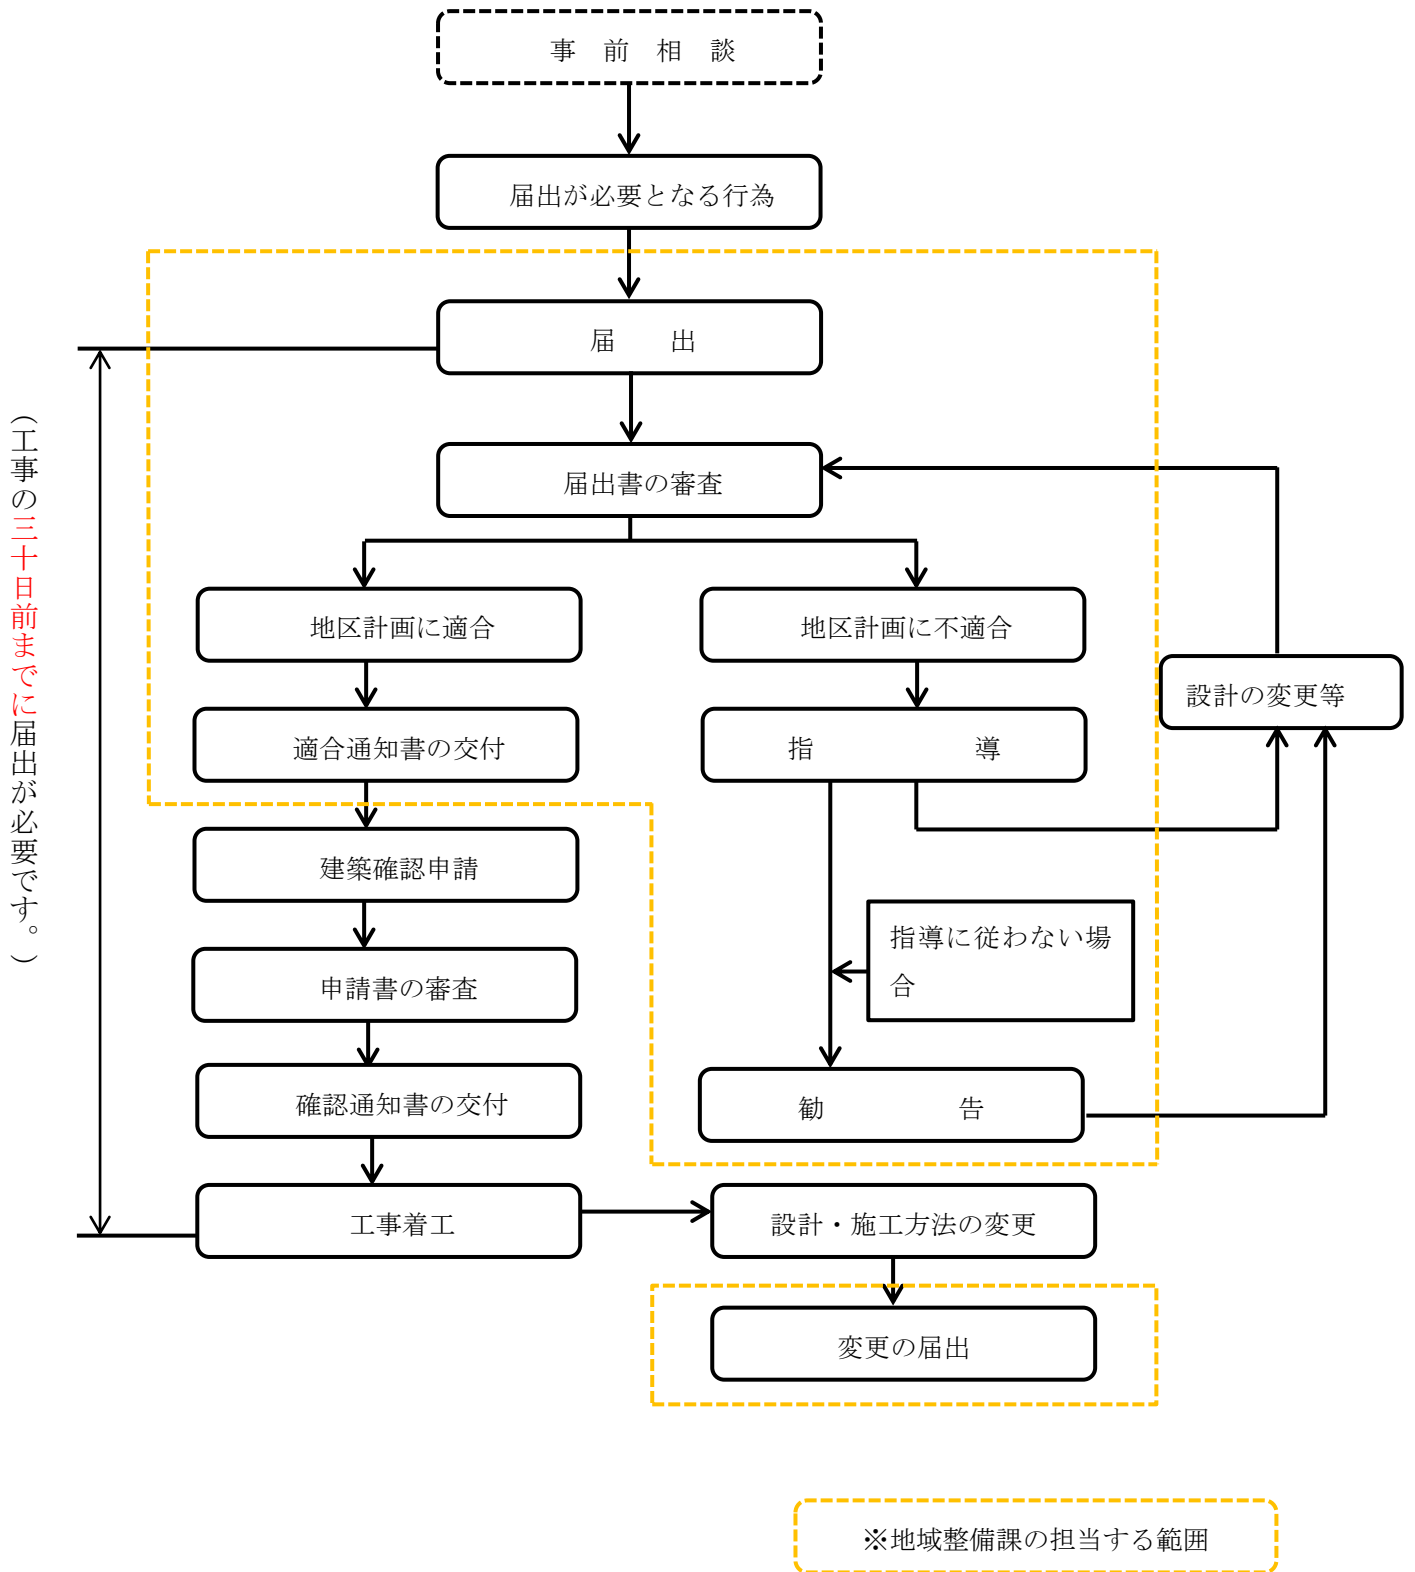 事　前　相　談
届出が必要となる行為
届　　出
届出書の審査
地区計画に適合
地区計画に不適合
設計の変更等
適合通知書の交付
指　　　　　　導
建築確認申請
指導に従わない場
合
申請書の審査
確認通知書の交付
勧　　　　　告
工事着工
設計・施工方法の変更
変更の届出
（工事の三十日前までに届出が必要です。）
※地域整備課の担当する範囲